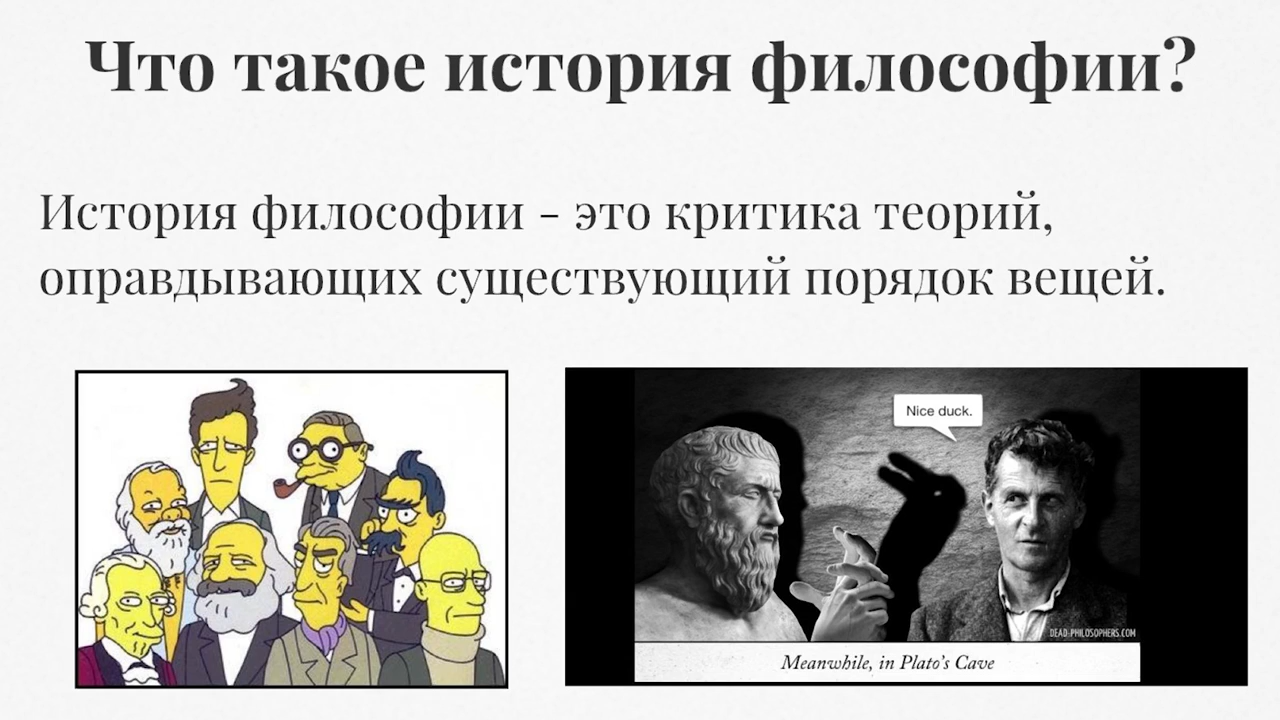 Что такое история философии?
История философии - это критика теорий,
оправдывающих существующий порядок вещей.
Nice duck.
DEAD-PHILOSOPHERS.COM
Meanwhile, in Plato's Cave